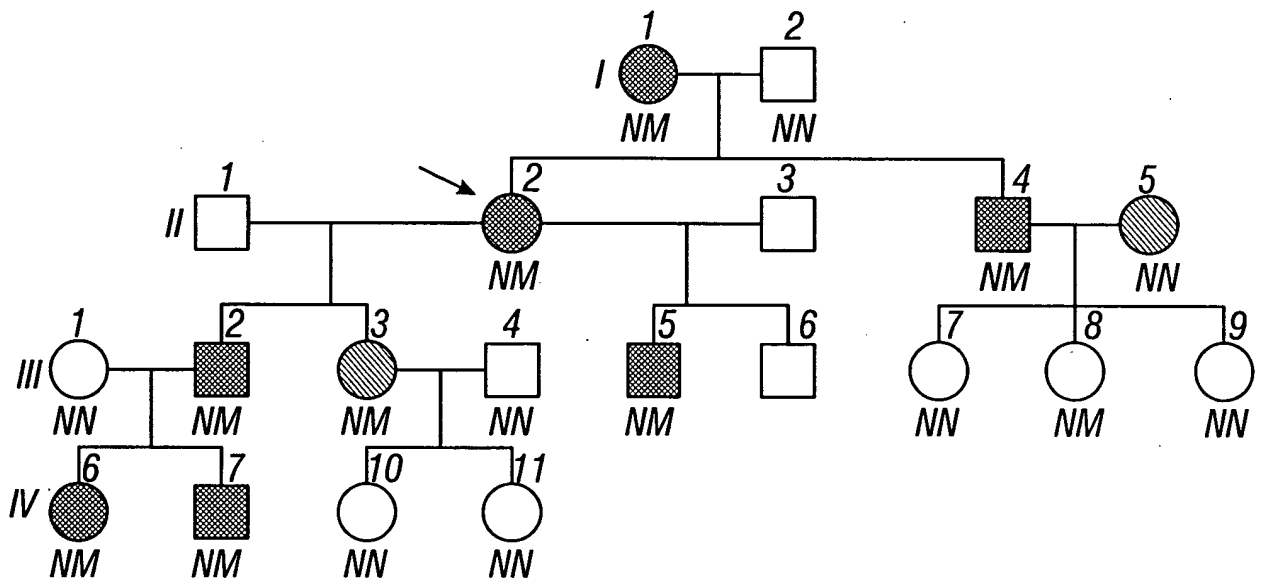 1 2
I
NM NN
1 2 3 4 5
II
NM NM NN
1 2 3 4 5 6 7 8 9
III
NN NM NM NN NM NN NM NN
6 7 10 11
IV
NM NM NN NN